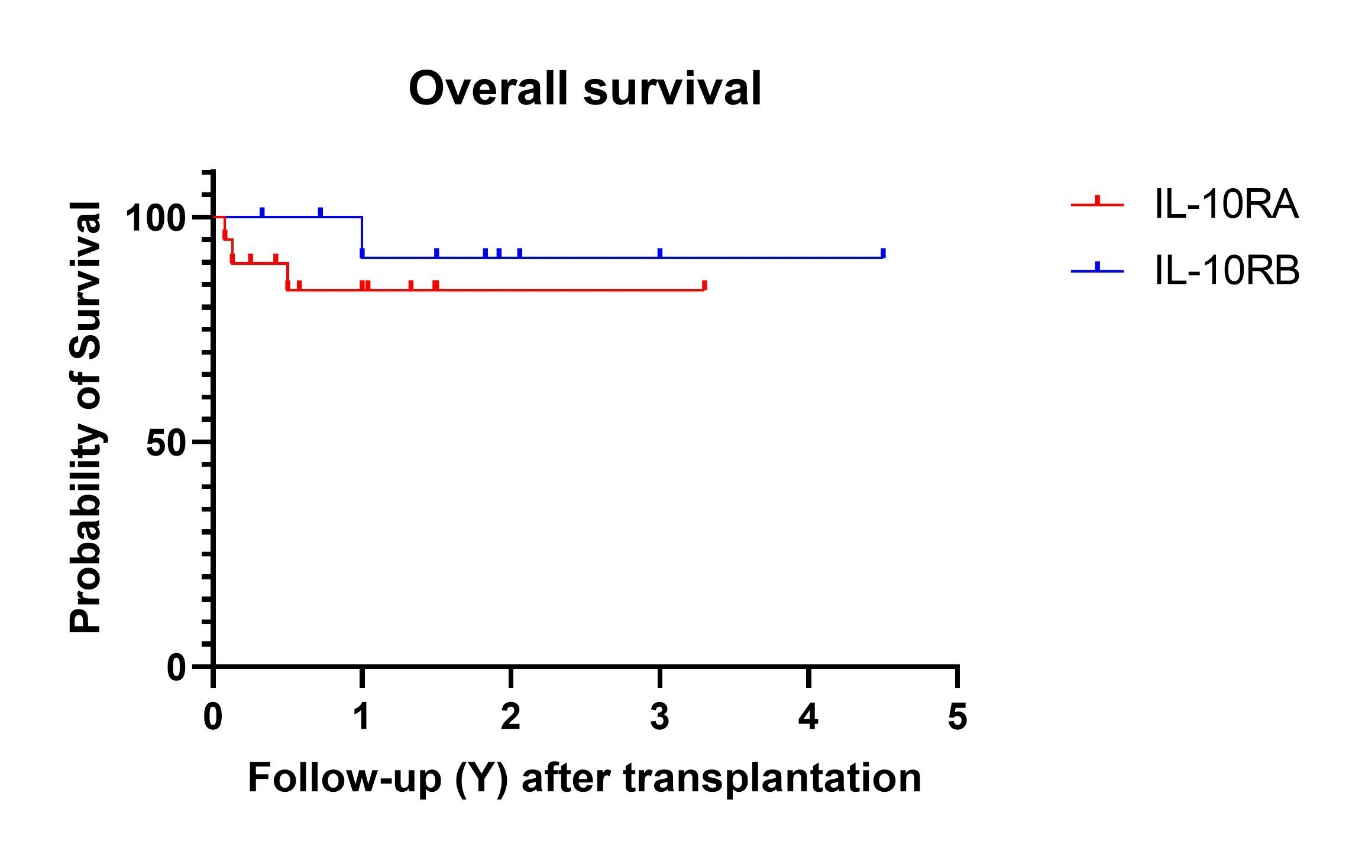 Overall survival
Probability of Survival
100
50
0
0 1 2 3 4 5
Follow-up (Y) after transplantation
IL-10RA
IL-10RB